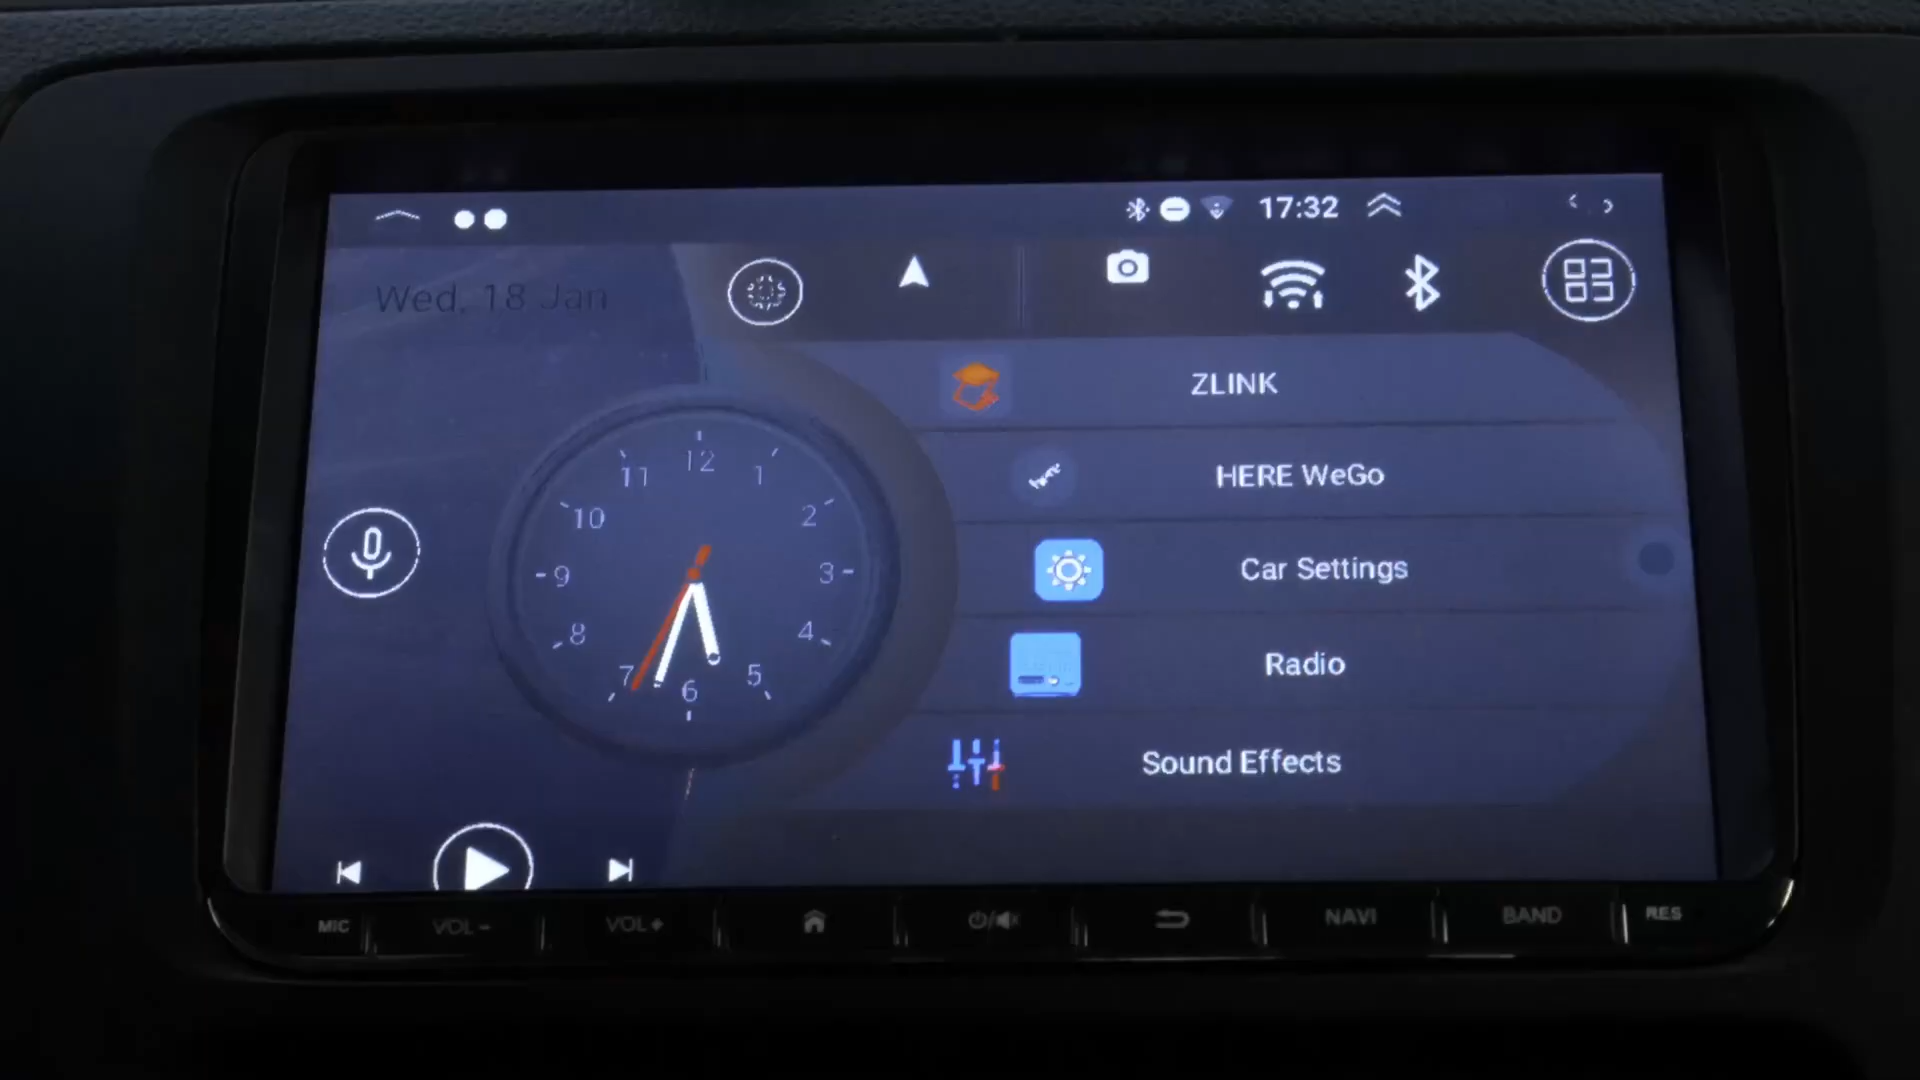 17:32
Wed, 18 Jan
ZLINK
HERE WeGo
Car Settings
Radio
Sound Effects
12
11
1
10
2
9
3
8
4
7
5
6
MIC
VOL -
VOL +
NAVI
BAND
RES